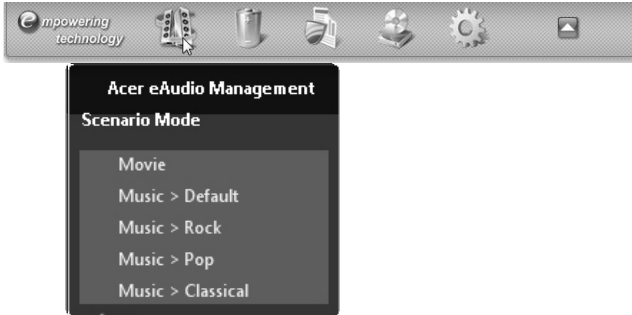 empowering
technology
Acer eAudio Management
Scenario Mode
Movie
Music > Default
Music > Rock
Music > Pop
Music > Classical